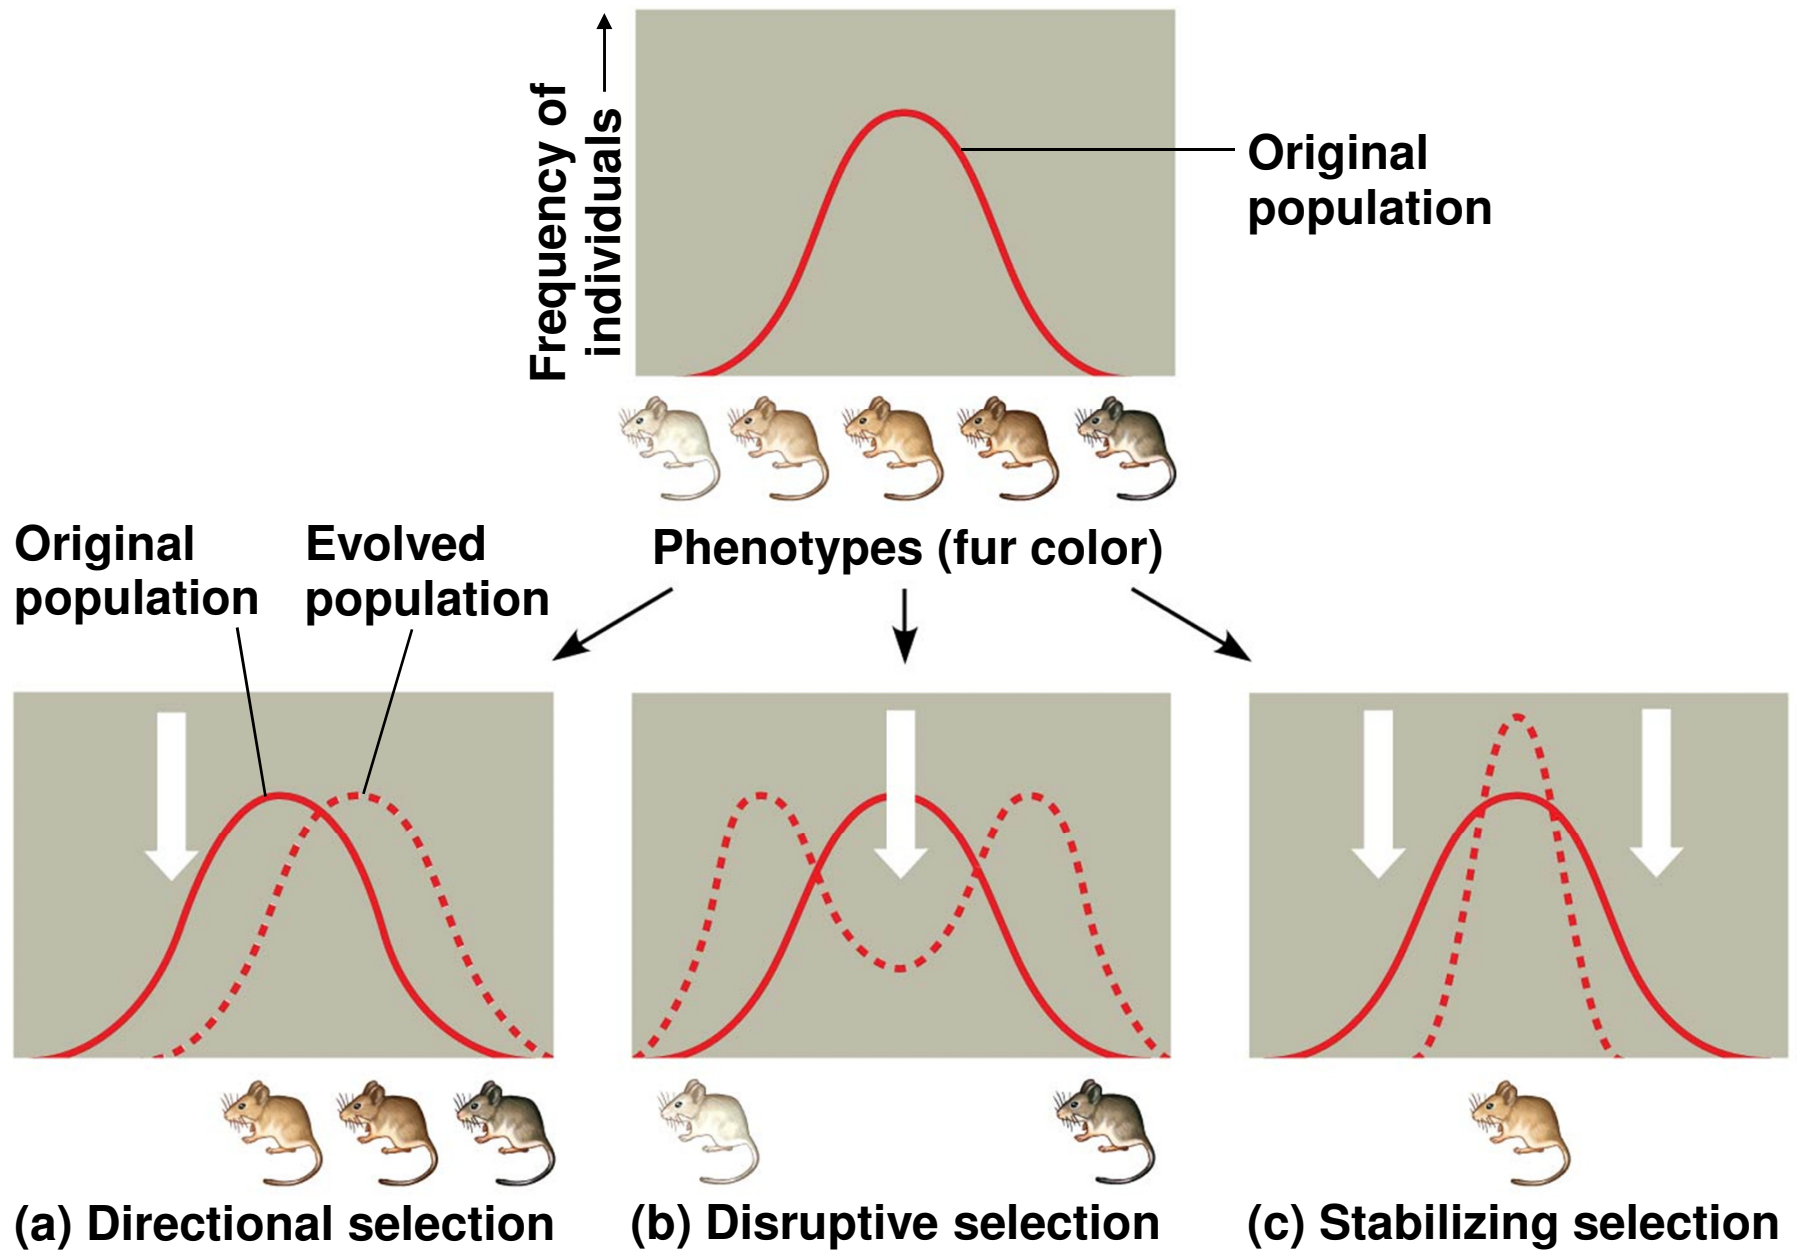 Frequency of
individuals
Original
population
Phenotypes (fur color)
Original
population
Evolved
population
(a) Directional selection
(b) Disruptive selection
(c) Stabilizing selection